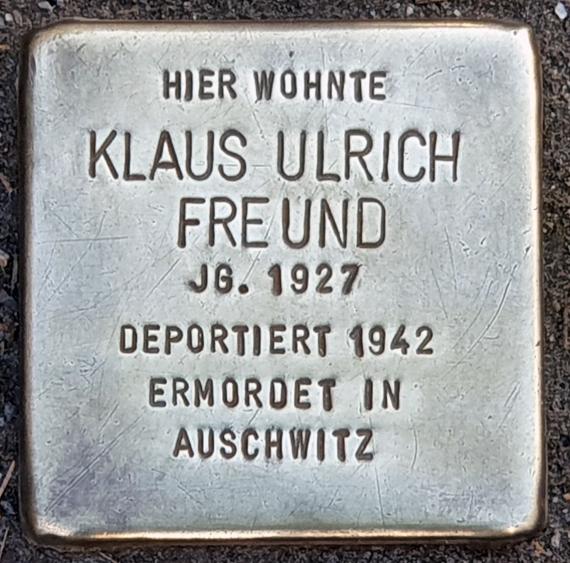 HIER WOHNTE
KLAUS ULRICH
FREUND
JG. 1927
DEPORTIERT 1942
ERMORDET IN
AUSCHWITZ